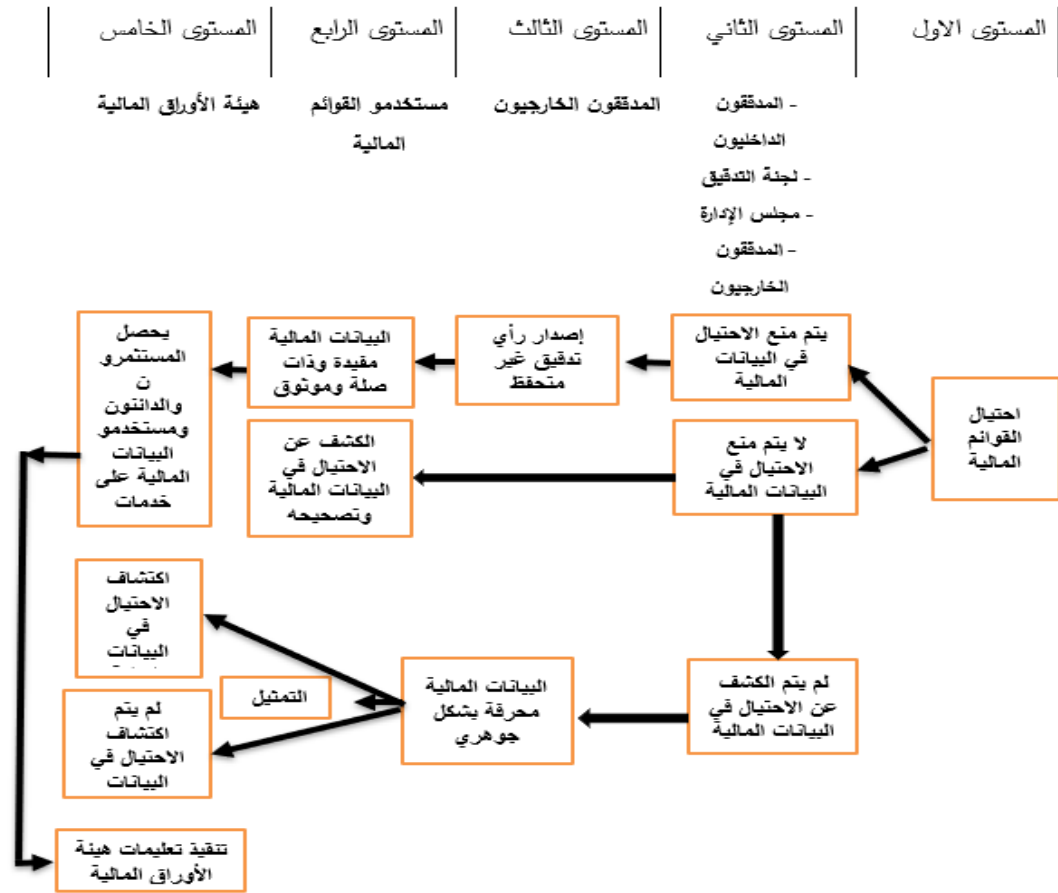 المستوى الاول
المستوى الثاني
المستوى الثالث
المستوى الرابع
المستوى الخامس
- المدققون
الداخليون
- لجنة التدقيق
- مجلس الإدارة
- المدققون
الخارجيون
المدققون الخارجيون
مستخدمو القوائم
المالية
هيئة الأوراق المالية
احتيال
القوائم
المالية
يتم منع الاحتيال
في البيانات
المالية
إصدار رأي
تدقيق غير
متحفظ
البيانات المالية
مفيدة وذات
صلة وموثوق
يحصل
المستثمرو
ن
والدائنون
ومستخدمو
البيانات
المالية على
خدمات
لا يتم منع
الاحتيال في
البيانات المالية
الكشف عن
الاحتيال في
البيانات المالية
وتصحيحه
لم يتم الكشف
عن الاحتيال في
البيانات المالية
البيانات المالية
محرفة بشكل
جوهري
التمثيل
اكتشاف
الاحتيال
في
البيانات
لم يتم
اكتشاف
الاحتيال في
البيانات
تنفيذ تعليمات هيئة
الأوراق المالية